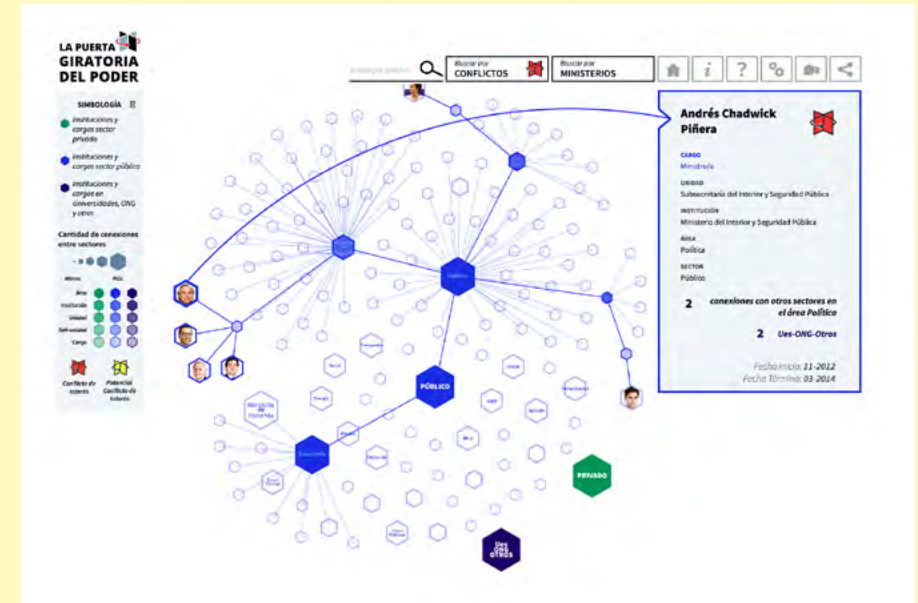 LA PUERTA
GIRATORIA
DEL PODER
Buscar por
CONFLICTOS
Buscar por
MINISTERIOS
i
?
SIMBOLOGÍA
Instituciones y
cargos sector
privado
Instituciones y
cargos sector público
Instituciones y
cargos en
Universidades, ONG
y otros
Cantidad de conexiones
entre sectores
Menos
Más
Área
Institución
Unidad
Sub-unidad
Cargo
Conflicto de
Interés
Potencial
Conflicto de
Interés
Andrés Chadwick
Piñera
CARGO
Ministro/a
UNIDAD
Subsecretaría del Interior y Seguridad Pública
INSTITUCIÓN
Ministerio del Interior y Seguridad Pública
ÁREA
Política
SECTOR
Público
2 conexiones con otros sectores en
el área Política
2 Ues-ONG-Otros
Fecha Inicio: 11-2012
Fecha Término: 03-2014
PÚBLICO
Ministerio
de
Hacienda
PRIVADO
Ues
ONG
OTROS